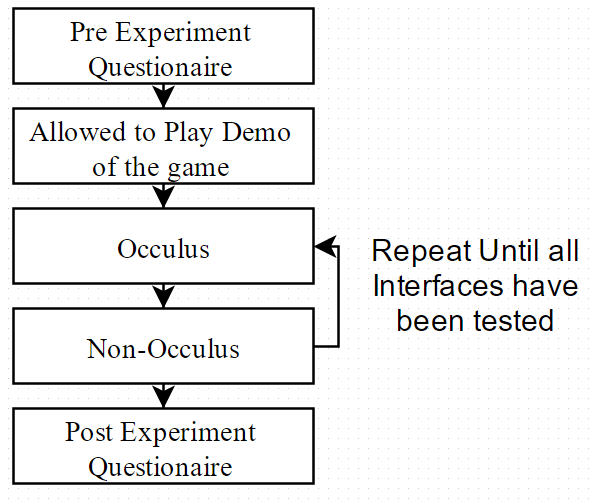 Pre Experiment
Questionaire
Allowed to Play Demo
of the game
Occulus
Repeat Until all
Interfaces have
been tested
Non-Occulus
Post Experiment
Questionaire